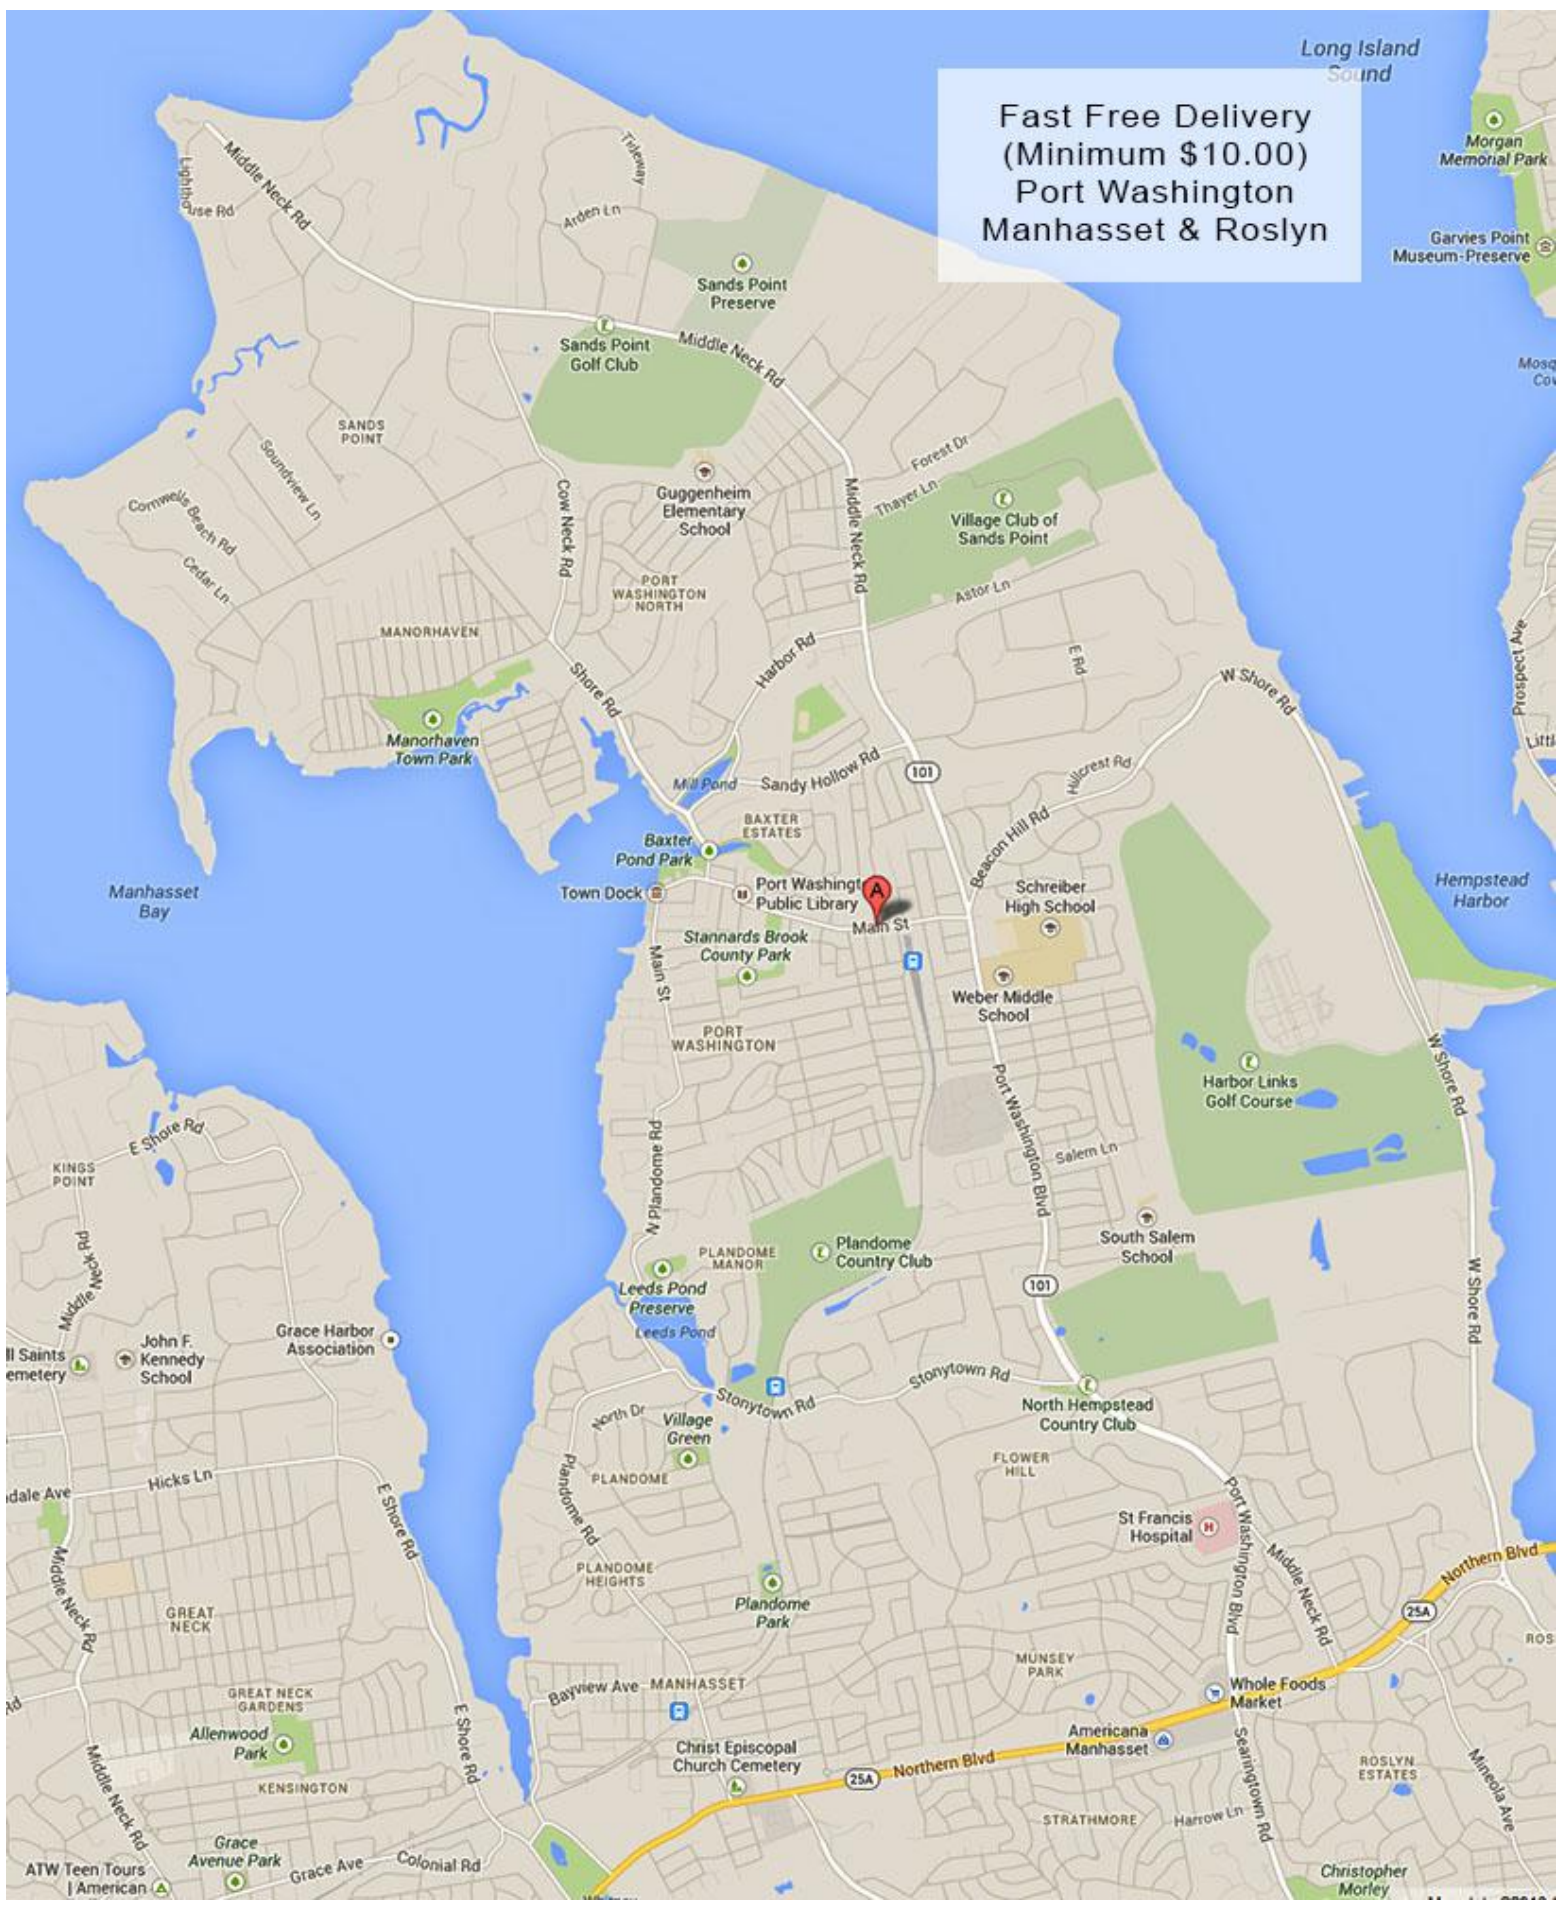 Long Island
Sound
Fast Free Delivery
(Minimum $10.00)
Port Washington
Manhasset & Roslyn
Morgan
Memorial Park
Garvies Point
Museum-Preserve
Middle Neck Rd
Lighthouse Rd
Tideway
Arden Ln
Sands Point
Preserve
Sands Point
Golf Club
Middle Neck Rd
SANDS
POINT
Soundview Ln
Cornwells Beach Rd
Cedar Ln
Cow Neck Rd
Guggenheim
Elementary
School
Middle Neck Rd
Forest Dr
Thayer Ln
Village Club of
Sands Point
Astor Ln
PORT
WASHINGTON
NORTH
MANORHAVEN
Harbor Rd
E Rd
Shore Rd
W Shore Rd
Prospect Ave
Manorhaven
Town Park
Mill Pond
Sandy Hollow Rd
101
Hillcrest Rd
BAXTER
ESTATES
Beacon Hill Rd
Baxter
Pond Park
Manhasset
Bay
Town Dock
Port Washingt
Public Library
A
Main St
Schreiber
High School
Hempstead
Harbor
Stannards Brook
County Park
Main St
Weber Middle
School
PORT
WASHINGTON
Harbor Links
Golf Course
W Shore Rd
Port Washington Blvd
E Shore Rd
KINGS
POINT
N Plandome Rd
Salem Ln
Middle Neck Rd
PLANDOME
MANOR
Plandome
Country Club
South Salem
School
Leeds Pond
Preserve
Leeds Pond
101
W Shore Rd
ll Saints
emetery
John F.
Kennedy
School
Grace Harbor
Association
Stonytown Rd
Stonytown Rd
North Dr
Village
Green
North Hempstead
Country Club
PLANDOME
FLOWER
HILL
dale Ave
Hicks Ln
E Shore Rd
Plandome Rd
St Francis
Hospital
H
Port Washington Blvd
Middle Neck Rd
Northern Blvd
25A
Middle Neck Rd
PLANDOME
HEIGHTS
Plandome
Park
GREAT
NECK
ROS
MUNSEY
PARK
Whole Foods
Market
GREAT NECK
GARDENS
Bayview Ave
MANHASSET
Rd
Allenwood
Park
E Shore Rd
Americana
Manhasset
Christ Episcopal
Church Cemetery
25A
Northern Blvd
Searingtown Rd
ROSLYN
ESTATES
Mineola Ave
Middle Neck Rd
KENSINGTON
STRATHMORE
Harrow Ln
Grace
Avenue Park
Grace Ave
Colonial Rd
ATW Teen Tours
| American
Christopher
Morley